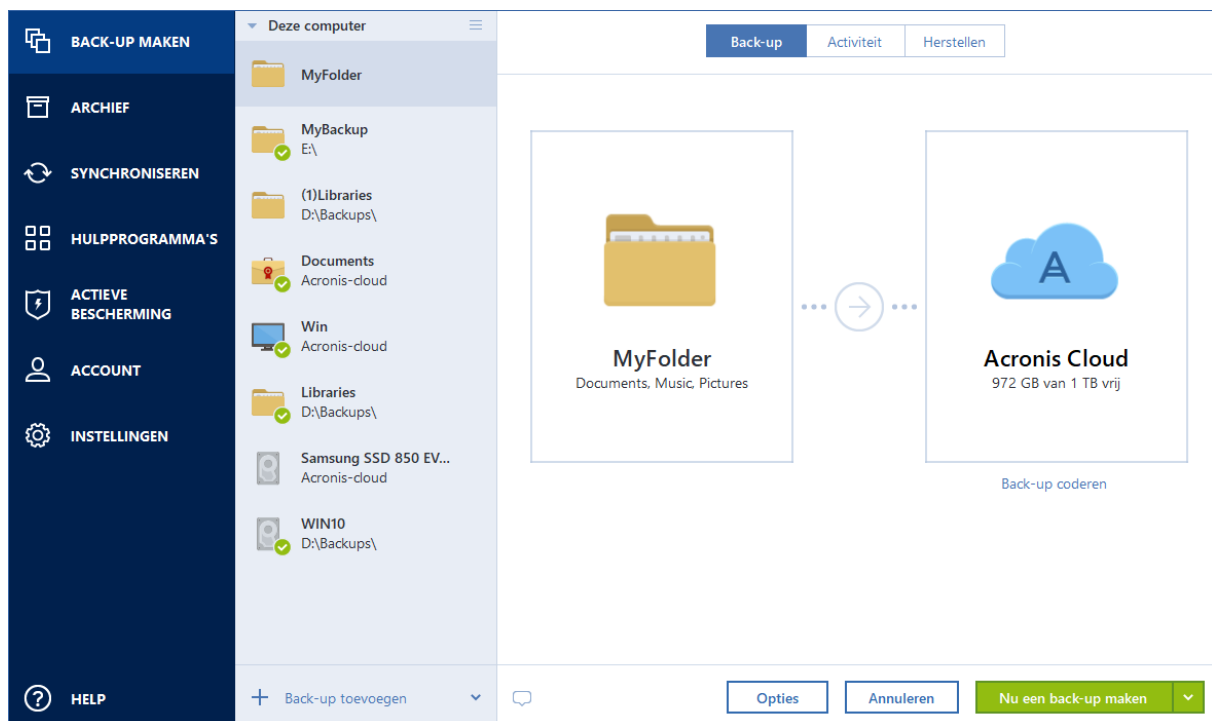 BACK-UP MAKEN
ARCHIEF
SYNCHRONISEREN
HULPPROGRAMMA'S
ACTIEVE
BESCHERMING
ACCOUNT
INSTELLINGEN
HELP
Deze computer
MyFolder
MyBackup
E:\
(1)Libraries
D:\Backups\
Documents
Acronis-cloud
Win
Acronis-cloud
Libraries
D:\Backups\
Samsung SSD 850 EV...
Acronis-cloud
WIN10
D:\Backups\
Back-up toevoegen
Back-up
Activiteit
Herstellen
MyFolder
Documents, Music, Pictures
A
Acronis Cloud
972 GB van 1 TB vrij
Back-up coderen
Opties
Annuleren
Nu een back-up maken